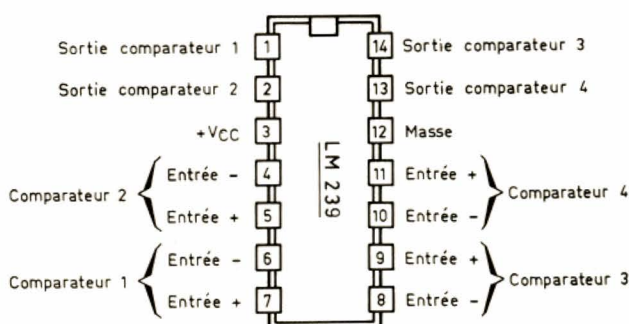 Sortie comparateur 1 1 14 Sortie comparateur 3
Sortie comparateur 2 2 13 Sortie comparateur 4
+VCC 3 12 Masse
Comparateur 2 Entrée - 4 11 Entrée + Comparateur 4
Entrée + 5 10 Entrée -
Comparateur 1 Entrée - 6 9 Entrée + Comparateur 3
Entrée + 7 8 Entrée -
LM 239